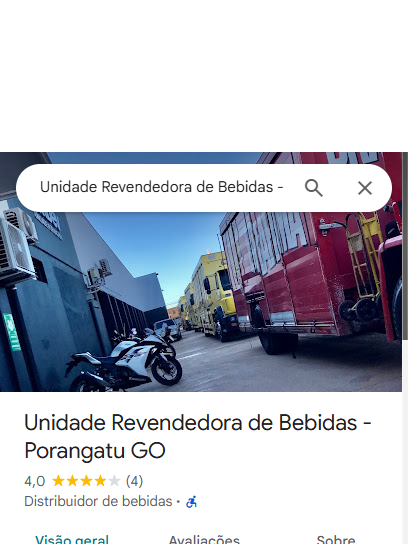 Unidade Revendedora de Bebidas -
Unidade Revendedora de Bebidas -
Porangatu GO
4,0 (4)
Distribuidor de bebidas ·
Visão geral Avaliações Sobre